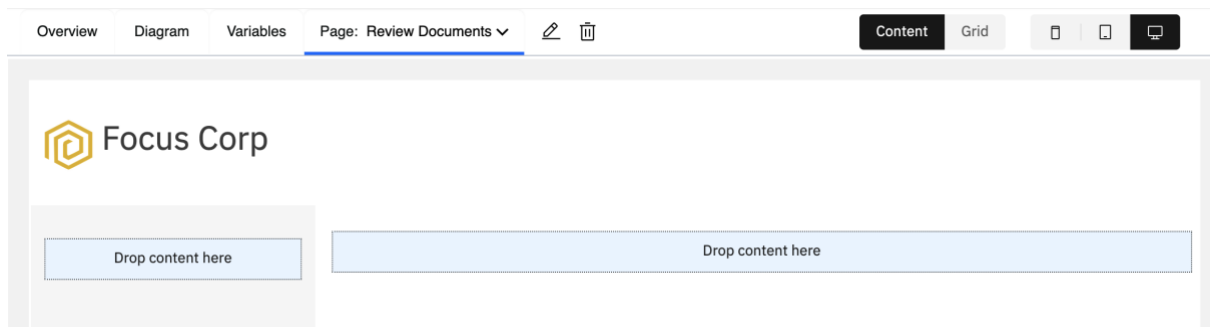 Overview Diagram Variables Page: Review Documents Content Grid
Focus Corp
Drop content here Drop content here